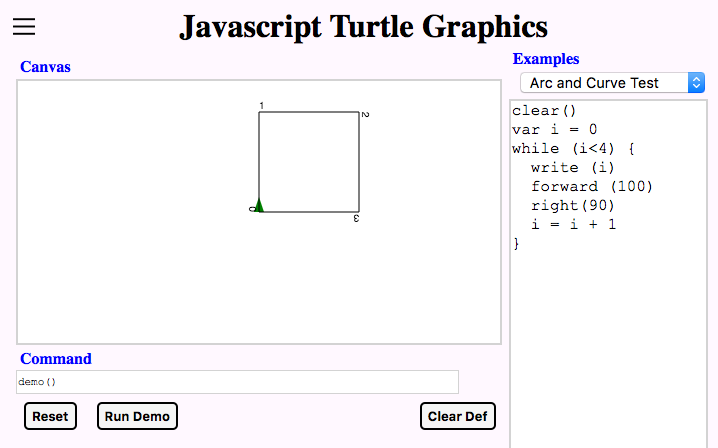 Javascript Turtle Graphics
Canvas
1
2
0
3
Command
demo()
Reset
Run Demo
Clear Def
Examples
Arc and Curve Test
clear()
var i = 0
while (i<4) {
  write (i)
  forward (100)
  right(90)
  i = i + 1
}